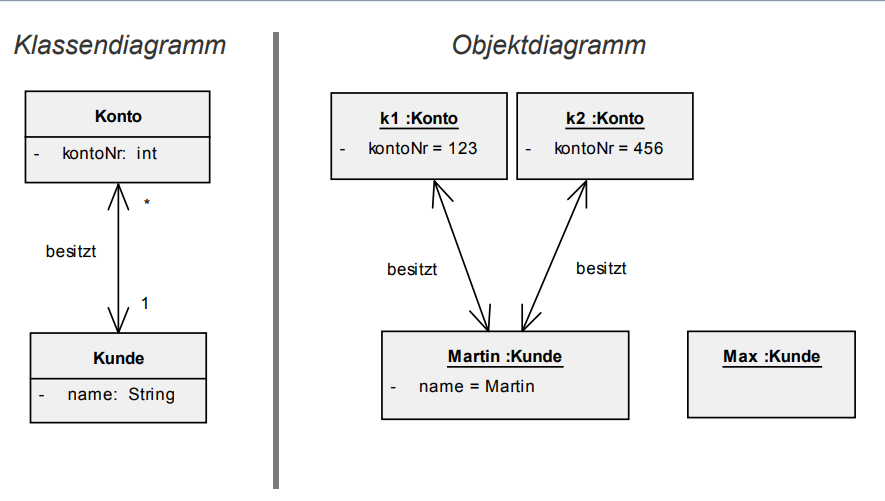 Klassendiagramm
Objektdiagramm
Konto
- kontoNr: int
*
besitzt
1
Kunde
- name: String
k1 :Konto
- kontoNr = 123
k2 :Konto
- kontoNr = 456
besitzt
besitzt
Martin :Kunde
- name = Martin
Max :Kunde